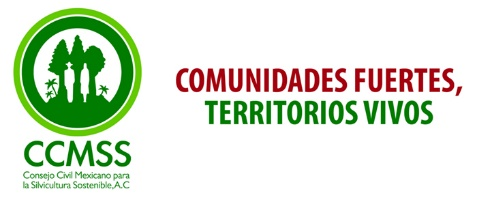 CCMSS
Consejo Civil Mexicano para
la Silvicultura Sostenible, A.C
COMUNIDADES FUERTES,
TERRITORIOS VIVOS